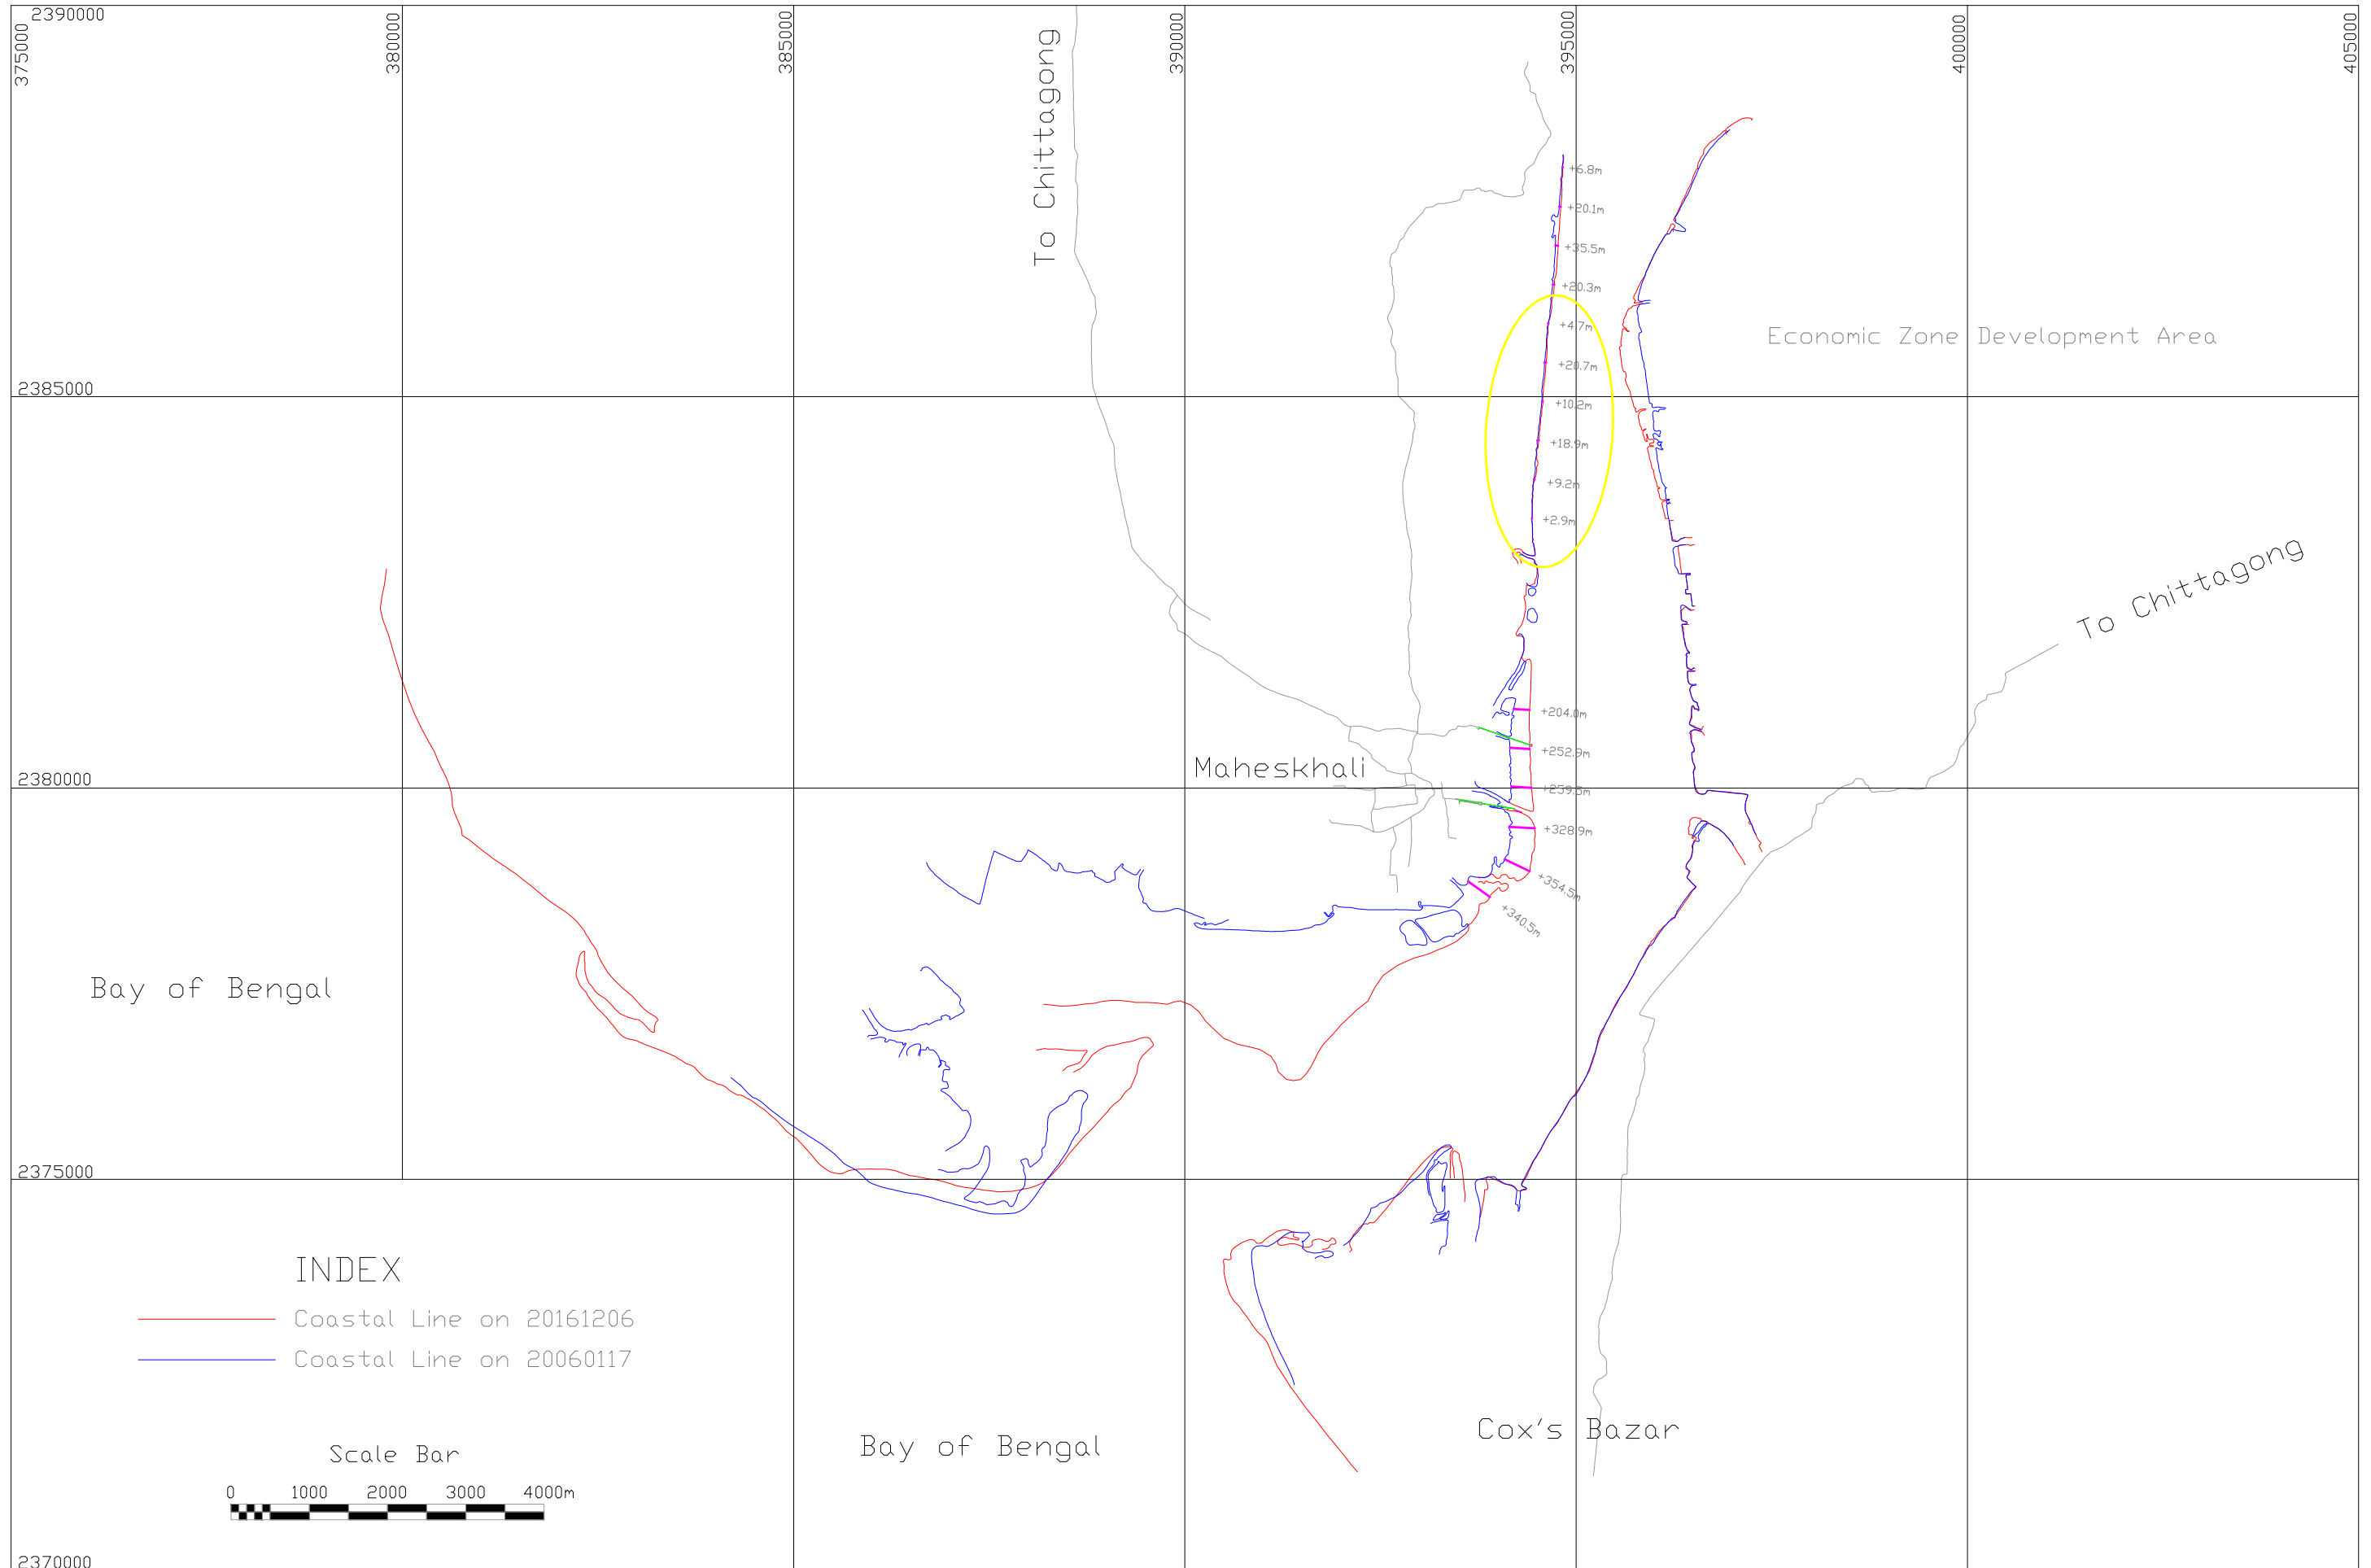 2390000
375000
380000
385000
390000
395000
400000
405000
To Chittagong
+6.8m
+20.1m
+35.5m
+20.3m
+4.7m
Economic Zone Development Area
+20.7m
2385000
+10.2m
+18.9m
+9.2m
+2.9m
To Chittagong
+204.0m
+252.9m
Maheskhali
2380000
+328.9m
+354.5m
+340.5m
Bay of Bengal
2375000
INDEX
Coastal Line on 20161206
Coastal Line on 20060117
Cox's Bazar
Bay of Bengal
Scale Bar
0 1000 2000 3000 4000m
2370000